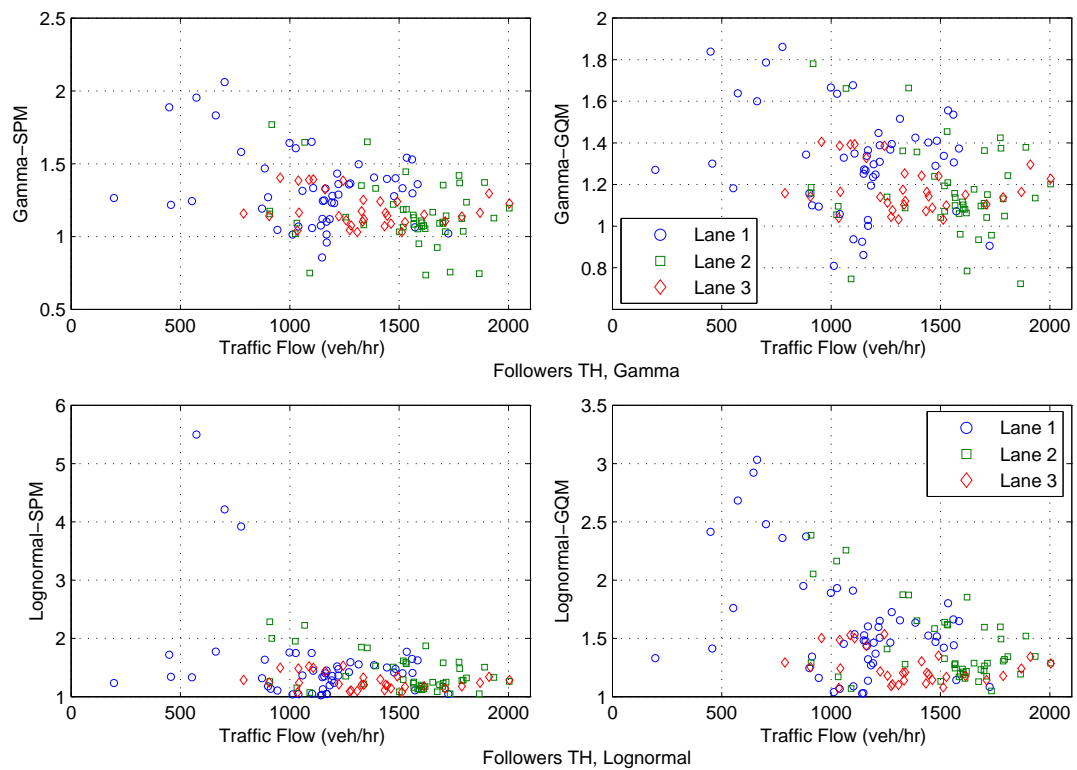 2.5
2
1.5
1
0.5
Gamma−SPM
0
500
1000
1500
2000
Traffic Flow (veh/hr)
2
1.8
1.6
1.4
1.2
1
0.8
Gamma−GQM
Lane 1
Lane 2
Lane 3
0
500
1000
1500
2000
Traffic Flow (veh/hr)
Followers TH, Gamma
6
5
4
3
2
1
Lognormal−SPM
0
500
1000
1500
2000
Traffic Flow (veh/hr)
3.5
3
2.5
2
1.5
1
Lognormal−GQM
Lane 1
Lane 2
Lane 3
0
500
1000
1500
2000
Traffic Flow (veh/hr)
Followers TH, Lognormal